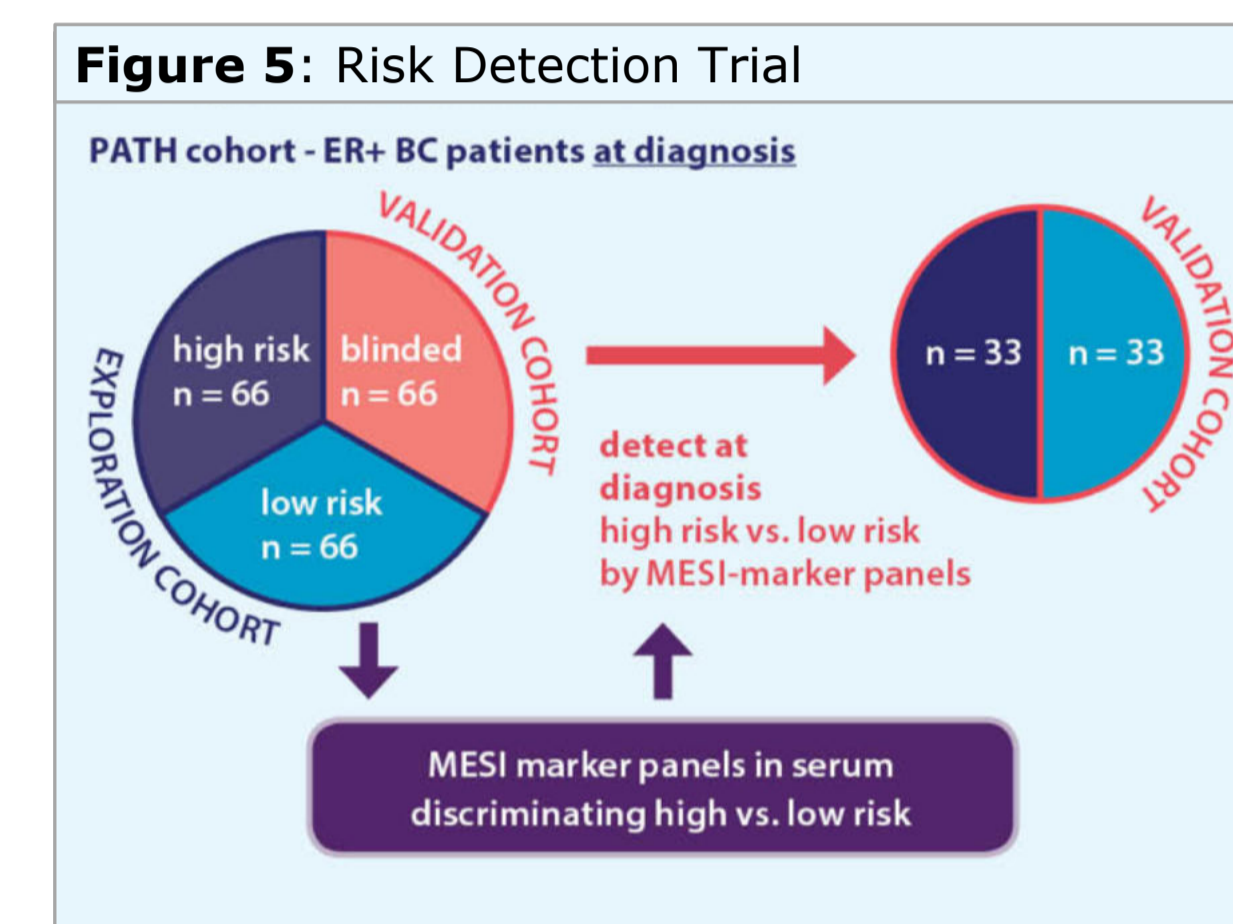 Figure 5: Risk Detection Trial
PATH cohort - ER+ BC patients at diagnosis
EXPLORATION COHORT
high risk
n = 66
VALIDATION COHORT
blinded
n = 66
low risk
n = 66
detect at
diagnosis
high risk vs. low risk
by MESI-marker panels
n = 33
n = 33
VALIDATION COHORT
MESI marker panels in serum
discriminating high vs. low risk